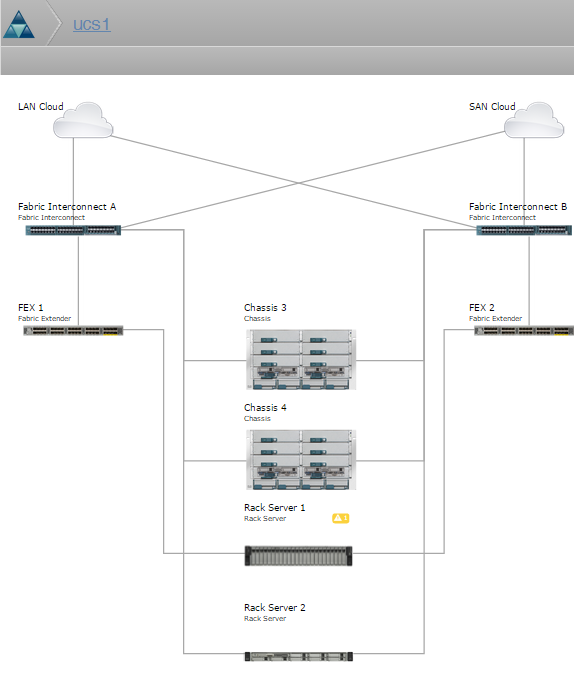 ucs1
LAN Cloud
SAN Cloud
Fabric Interconnect A
Fabric Interconnect
Fabric Interconnect B
Fabric Interconnect
FEX 1
Fabric Extender
FEX 2
Fabric Extender
Chassis 3
Chassis
Chassis 4
Chassis
Rack Server 1
Rack Server
1
Rack Server 2
Rack Server